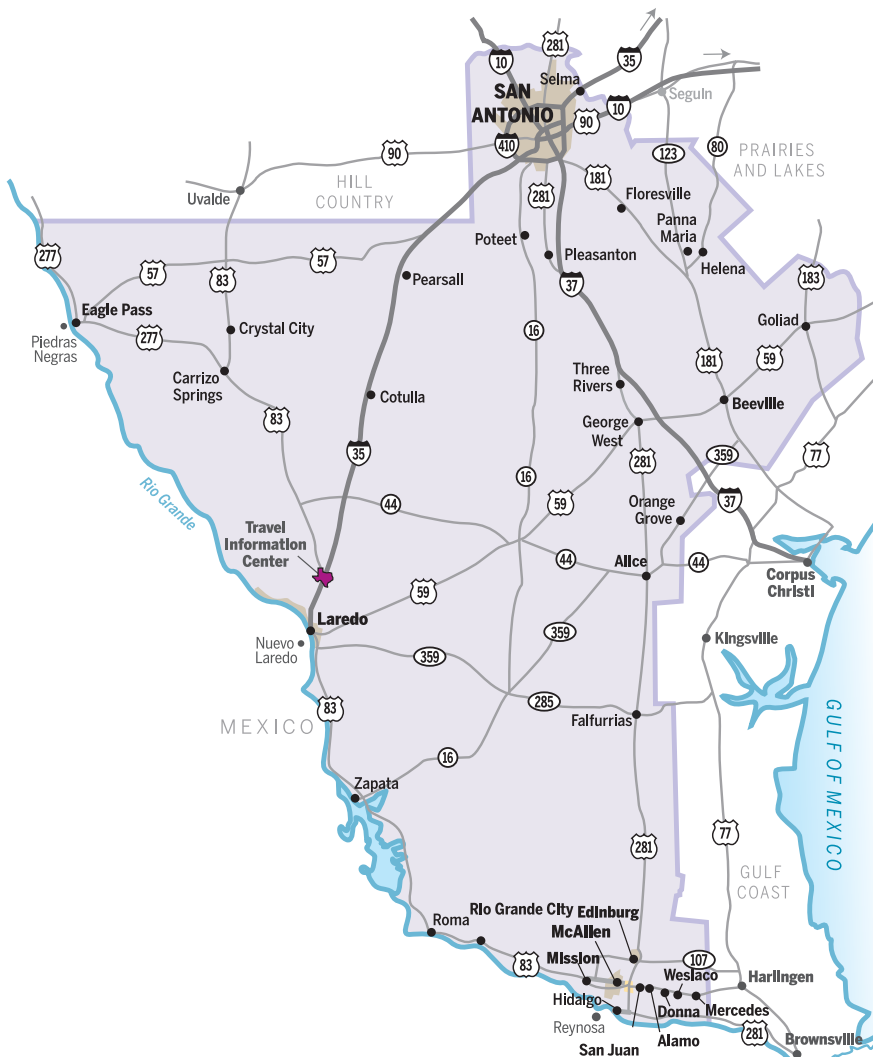 281
35
10
SAN
ANTONIO
Selma
10
Seguin
410
90
90
123
80
PRAIRIES
AND LAKES
HILL
COUNTRY
Uvalde
281
181
Floresville
Panna
Maria
Helena
Poteet
Pleasanton
277
57
57
83
Pearsall
37
183
Eagle Pass
Piedras
Negras
Crystal City
277
16
Goliad
Carrizo
Springs
Three
Rivers
181
59
Cotulla
Beeville
83
George
West
35
281
359
77
Rio Grande
16
59
44
Orange
Grove
37
Travel
Information
Center
44
Alice
44
Corpus
Christi
59
Laredo
Nuevo
Laredo
359
359
Kingsville
MEXICO
83
285
Falfurrias
GULF OF MEXICO
16
Zapata
281
77
GULF
COAST
Roma
Rio Grande City
Edinburg
McAllen
Mission
83
107
Weslaco
Harlingen
Hidalgo
Donna
Mercedes
Reynosa
Alamo
San Juan
281
Brownsville